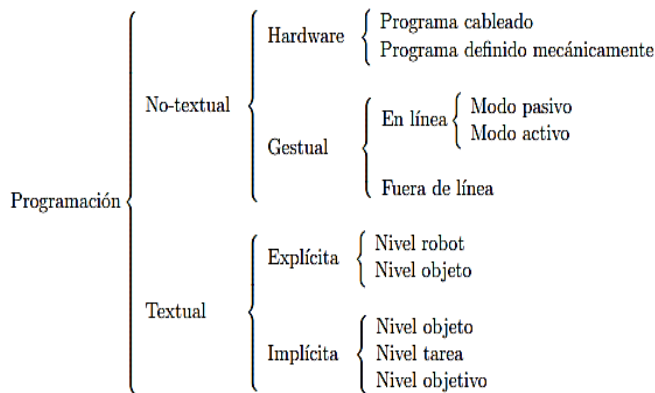 Programación
No-textual
Hardware
Programa cableado
Programa definido mecánicamente
Gestual
En línea
Modo pasivo
Modo activo
Fuera de línea
Textual
Explícita
Nivel robot
Nivel objeto
Implícita
Nivel objeto
Nivel tarea
Nivel objetivo